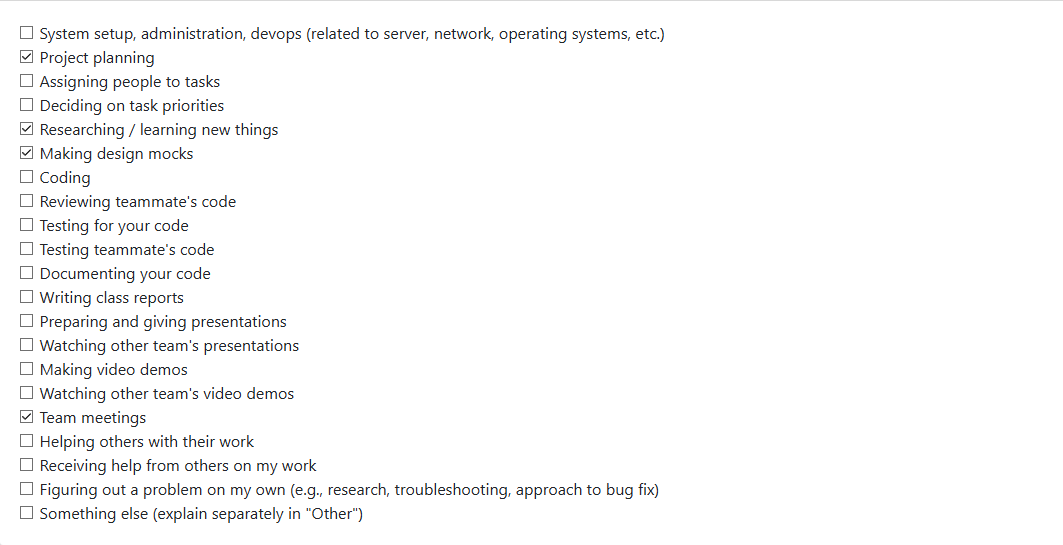 System setup, administration, devops (related to server, network, operating systems, etc.)
Project planning
Assigning people to tasks
Deciding on task priorities
Researching / learning new things
Making design mocks
Coding
Reviewing teammate's code
Testing for your code
Testing teammate's code
Documenting your code
Writing class reports
Preparing and giving presentations
Watching other team's presentations
Making video demos
Watching other team's video demos
Team meetings
Helping others with their work
Receiving help from others on my work
Figuring out a problem on my own (e.g., research, troubleshooting, approach to bug fix)
Something else (explain separately in "Other")